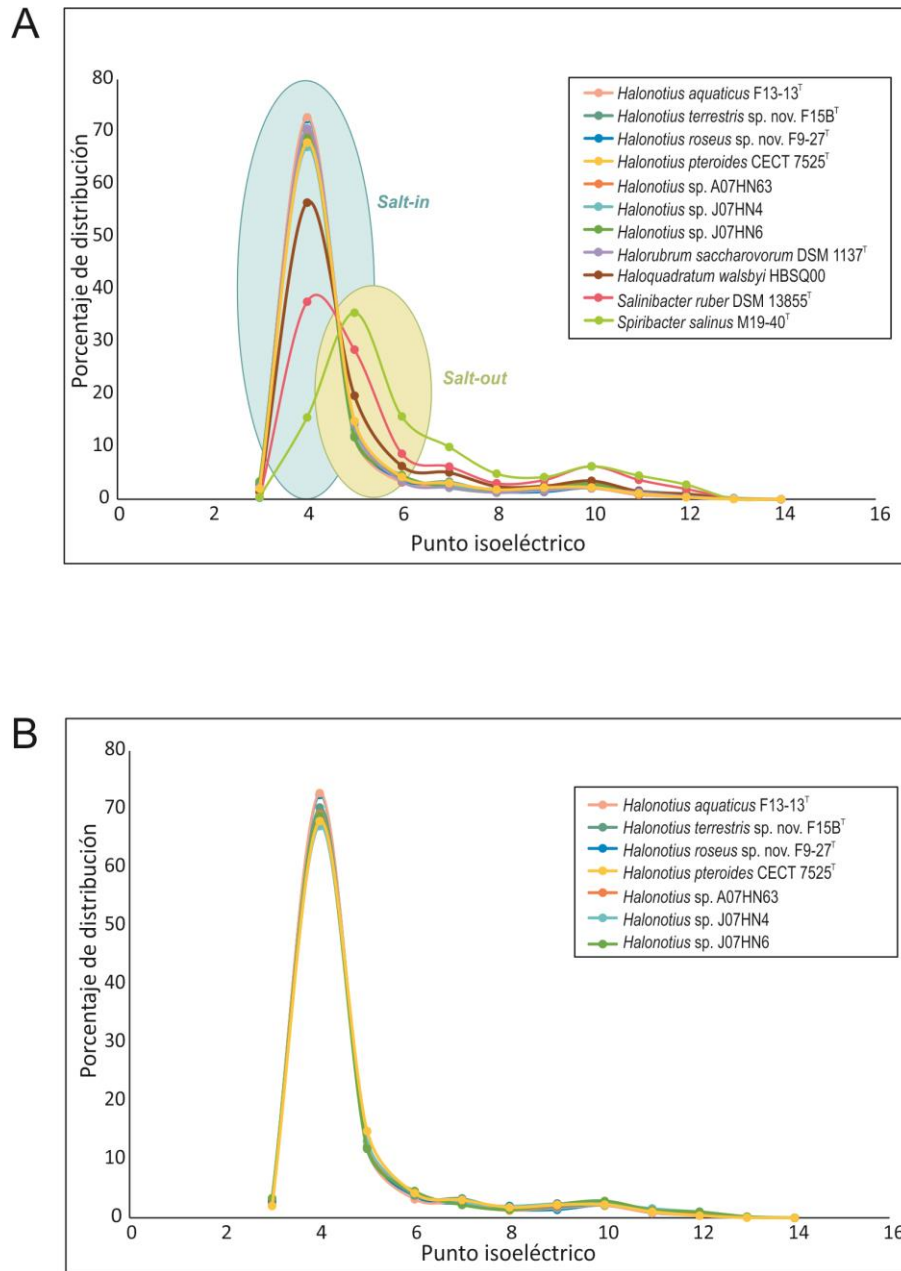 A
Porcentaje de distribución
80
70
60
50
40
30
20
10
0
0
2
4
6
8
10
12
14
16
Punto isoeléctrico
Salt-in
Salt-out
Halonotius aquaticus F13-13ᵀ
Halonotius terrestris sp. nov. F15Bᵀ
Halonotius roseus sp. nov. F9-27ᵀ
Halonotius pteroides CECT 7525ᵀ
Halonotius sp. A07HN63
Halonotius sp. J07HN4
Halonotius sp. J07HN6
Halorubrum saccharovorum DSM 1137ᵀ
Haloquadratum walsbyi HBSQ00
Salinibacter ruber DSM 13855ᵀ
Spiribacter salinus M19-40ᵀ
B
Porcentaje de distribución
80
70
60
50
40
30
20
10
0
0
2
4
6
8
10
12
14
16
Punto isoeléctrico
Halonotius aquaticus F13-13ᵀ
Halonotius terrestris sp. nov. F15Bᵀ
Halonotius roseus sp. nov. F9-27ᵀ
Halonotius pteroides CECT 7525ᵀ
Halonotius sp. A07HN63
Halonotius sp. J07HN4
Halonotius sp. J07HN6